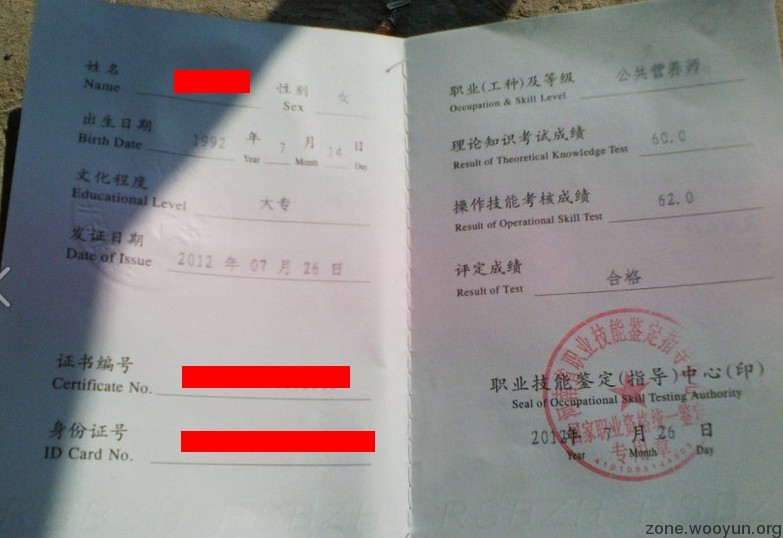 姓名 性别 女
Name Sex
出生日期 1992 年 7 月 14 日
Birth Date Year Month Day
文化程度 大专
Educational Level
发证日期 2012 年 07 月 26 日
Date of Issue
证书编号
Certificate No.
身份证号
ID Card No.
职业(工种)及等级 公共营养师
Occupation & Skill Level
理论知识考试成绩 60.0
Result of Theoretical Knowledge Test
操作技能考核成绩 62.0
Result of Operational Skill Test
评定成绩 合格
Result of Test
职业技能鉴定(指导)中心(印)
Seal of Occupational Skill Testing Authority
2012年 7 月 26 日
Year Month Day
职业技能鉴定指导
国家职业资格统一鉴定
专用章
zone.wooyun.org